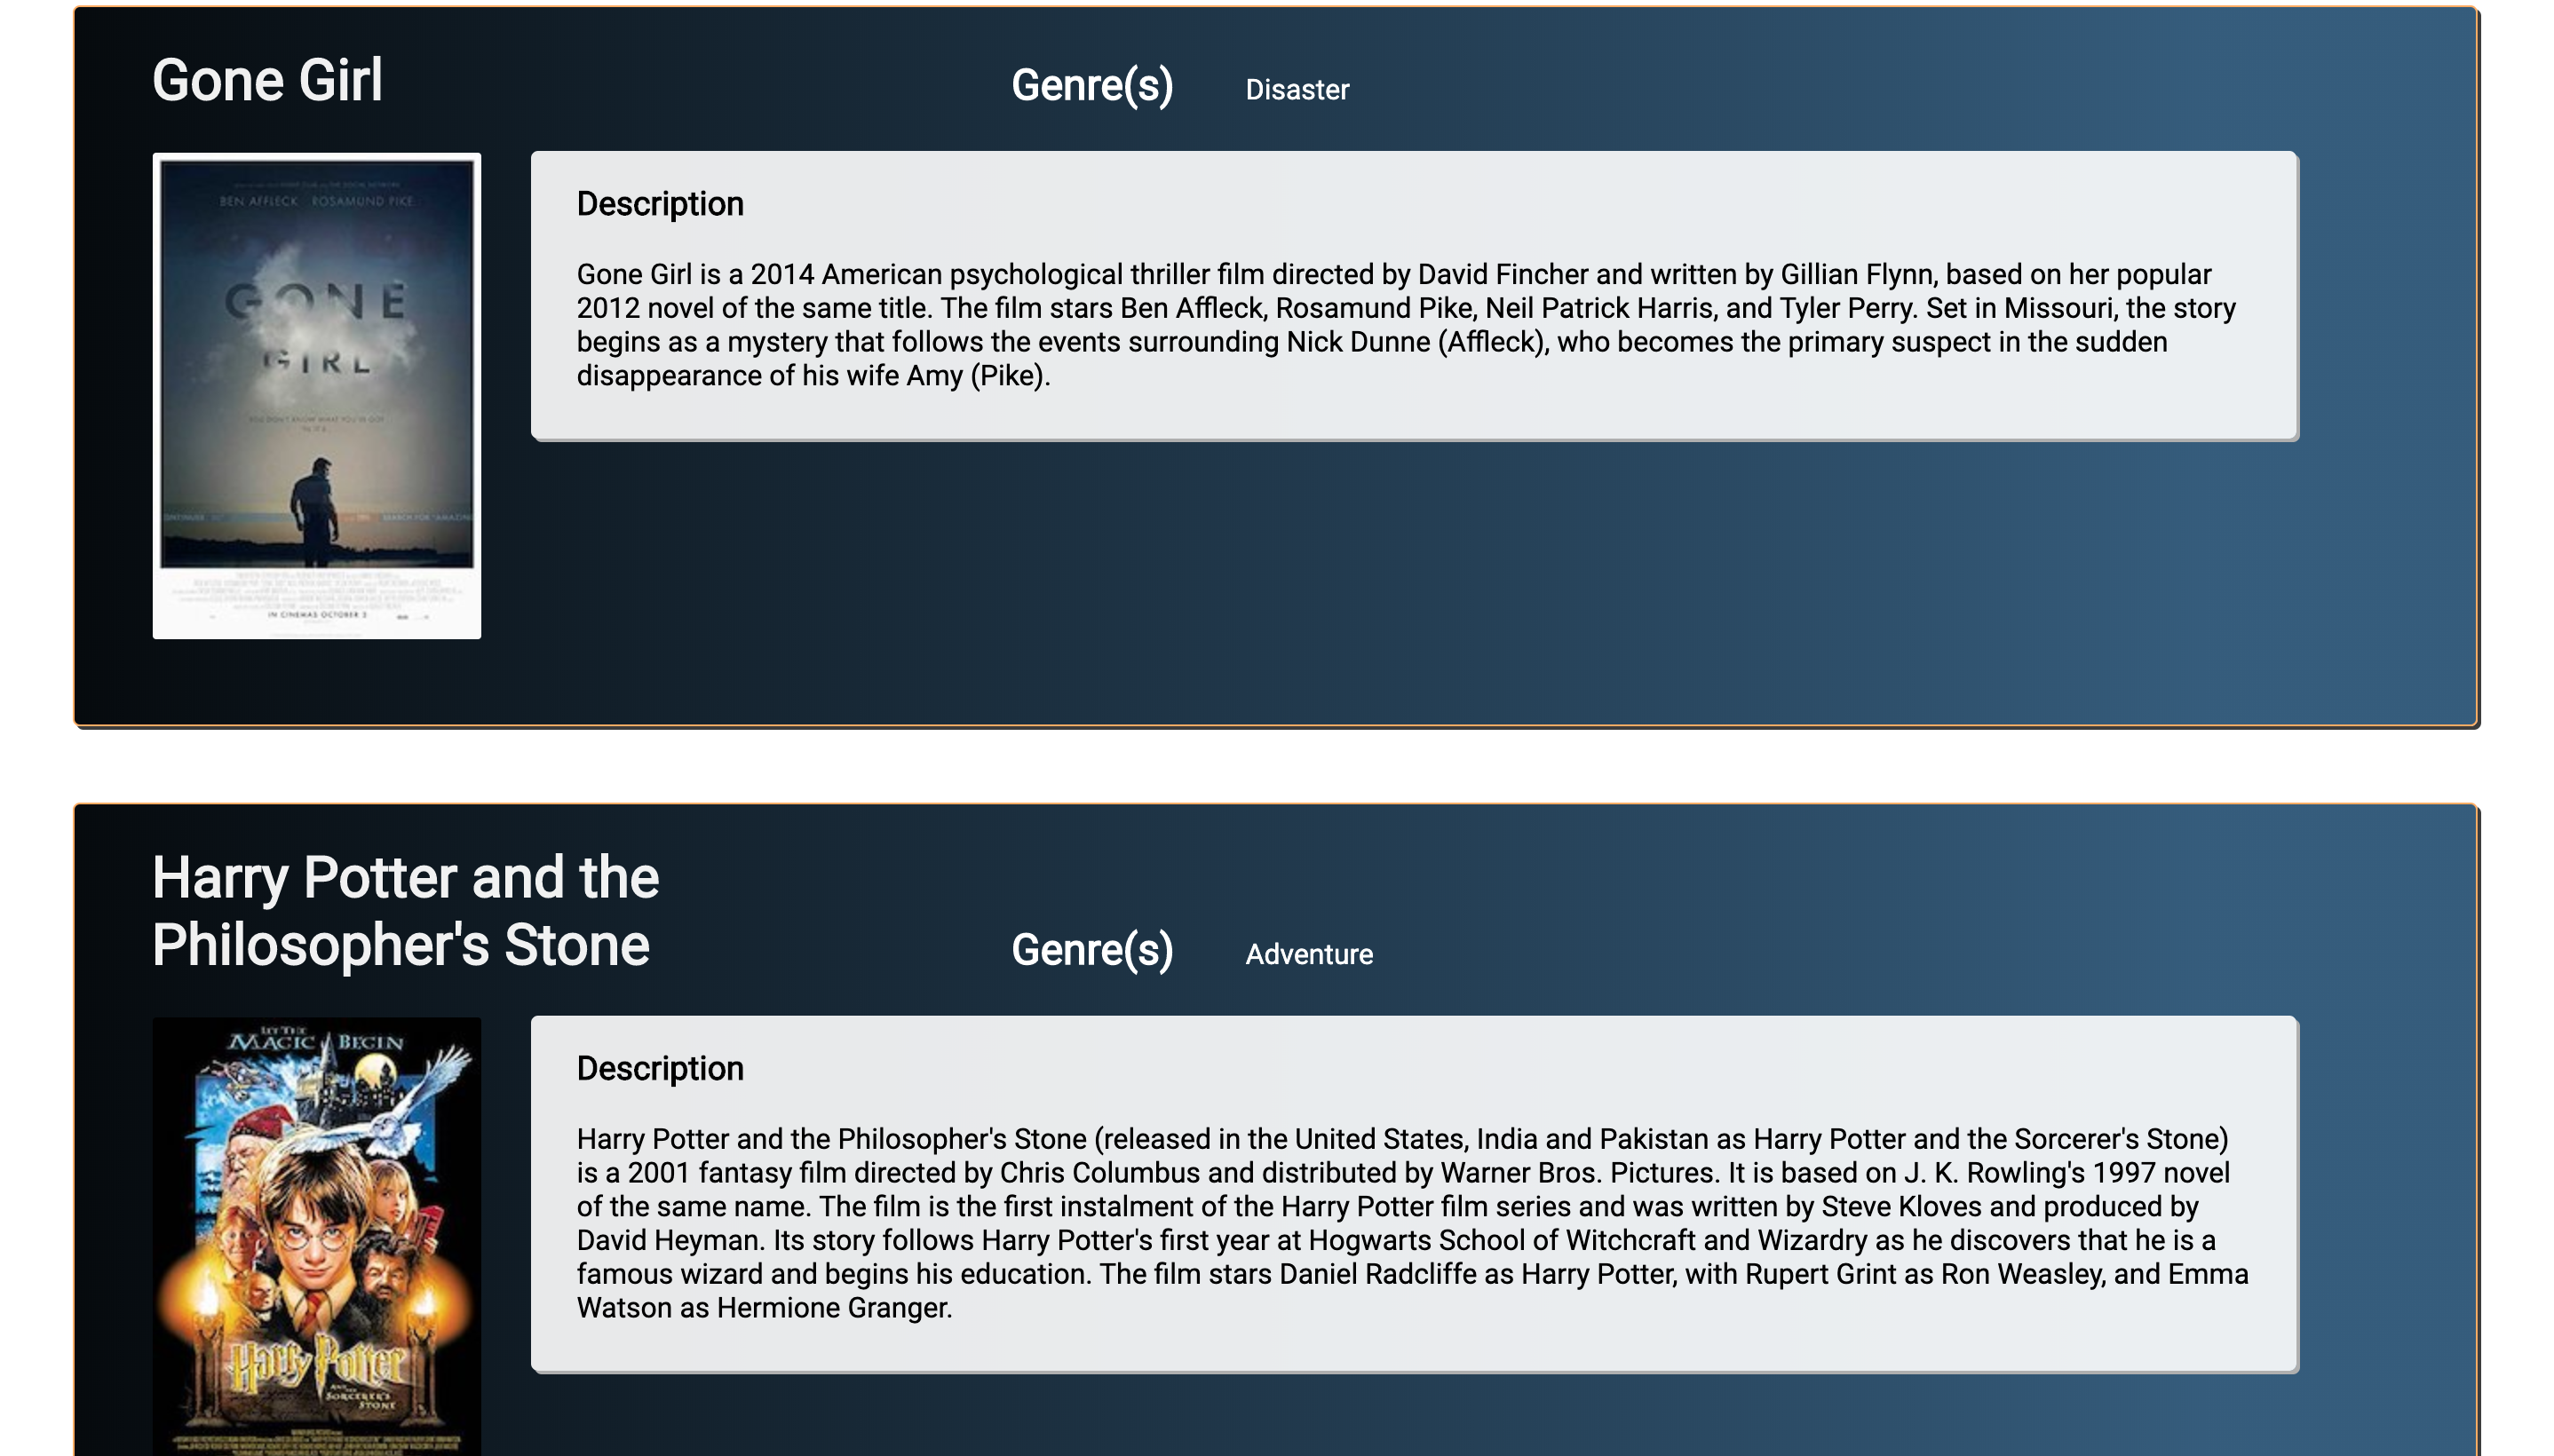 Gone Girl
Genre(s) Disaster
BEN AFFLECK ROSAMUND PIKE
GONE
GIRL
YOU DON'T KNOW WHAT YOU'VE GOT
IN CINEMAS OCTOBER 3
Description
Gone Girl is a 2014 American psychological thriller film directed by David Fincher and written by Gillian Flynn, based on her popular
2012 novel of the same title. The film stars Ben Affleck, Rosamund Pike, Neil Patrick Harris, and Tyler Perry. Set in Missouri, the story
begins as a mystery that follows the events surrounding Nick Dunne (Affleck), who becomes the primary suspect in the sudden
disappearance of his wife Amy (Pike).
Harry Potter and the
Philosopher's Stone
Genre(s) Adventure
LET THE
MAGIC BEGIN
Harry Potter
AND THE
SORCERER'S
STONE
Description
Harry Potter and the Philosopher's Stone (released in the United States, India and Pakistan as Harry Potter and the Sorcerer's Stone)
is a 2001 fantasy film directed by Chris Columbus and distributed by Warner Bros. Pictures. It is based on J. K. Rowling's 1997 novel
of the same name. The film is the first instalment of the Harry Potter film series and was written by Steve Kloves and produced by
David Heyman. Its story follows Harry Potter's first year at Hogwarts School of Witchcraft and Wizardry as he discovers that he is a
famous wizard and begins his education. The film stars Daniel Radcliffe as Harry Potter, with Rupert Grint as Ron Weasley, and Emma
Watson as Hermione Granger.